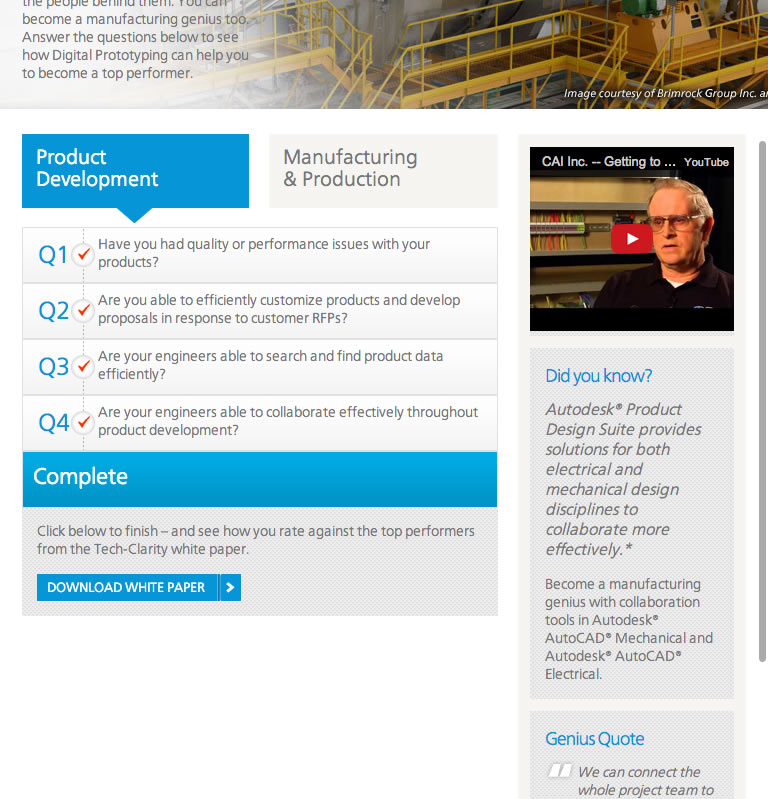 the people behind them. You can
become a manufacturing genius too.
Answer the questions below to see
how Digital Prototyping can help you
to become a top performer.
Image courtesy of Brimrock Group Inc. a
Product
Development
Manufacturing
& Production
Q1
Have you had quality or performance issues with your
products?
Q2
Are you able to efficiently customize products and develop
proposals in response to customer RFPs?
Q3
Are your engineers able to search and find product data
efficiently?
Q4
Are your engineers able to collaborate effectively throughout
product development?
Complete
Click below to finish – and see how you rate against the top performers
from the Tech-Clarity white paper.
DOWNLOAD WHITE PAPER
CAI Inc. -- Getting to ... YouTube
Did you know?
Autodesk® Product
Design Suite provides
solutions for both
electrical and
mechanical design
disciplines to
collaborate more
effectively.*
Become a manufacturing
genius with collaboration
tools in Autodesk®
AutoCAD® Mechanical and
Autodesk® AutoCAD®
Electrical.
Genius Quote
We can connect the
whole project team to